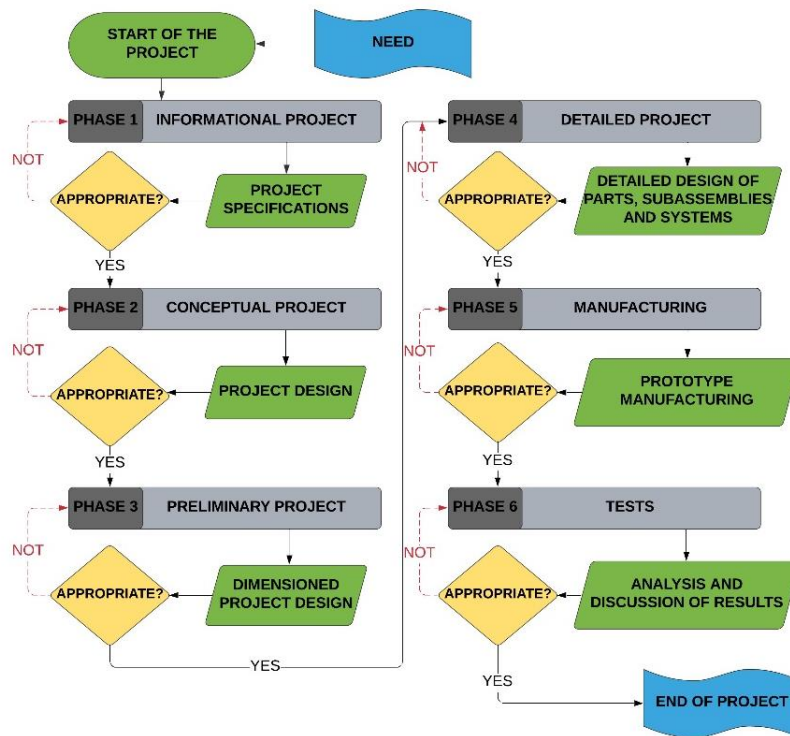 START OF THE
PROJECT
NEED
PHASE 1
INFORMATIONAL PROJECT
NOT
APPROPRIATE?
PROJECT
SPECIFICATIONS
YES
PHASE 2
CONCEPTUAL PROJECT
NOT
APPROPRIATE?
PROJECT DESIGN
YES
PHASE 3
PRELIMINARY PROJECT
NOT
APPROPRIATE?
DIMENSIONED
PROJECT DESIGN
YES
PHASE 4
DETAILED PROJECT
NOT
APPROPRIATE?
DETAILED DESIGN OF
PARTS, SUBASSEMBLIES
AND SYSTEMS
YES
PHASE 5
MANUFACTURING
NOT
APPROPRIATE?
PROTOTYPE
MANUFACTURING
YES
PHASE 6
TESTS
NOT
APPROPRIATE?
ANALYSIS AND
DISCUSSION OF RESULTS
YES
END OF PROJECT